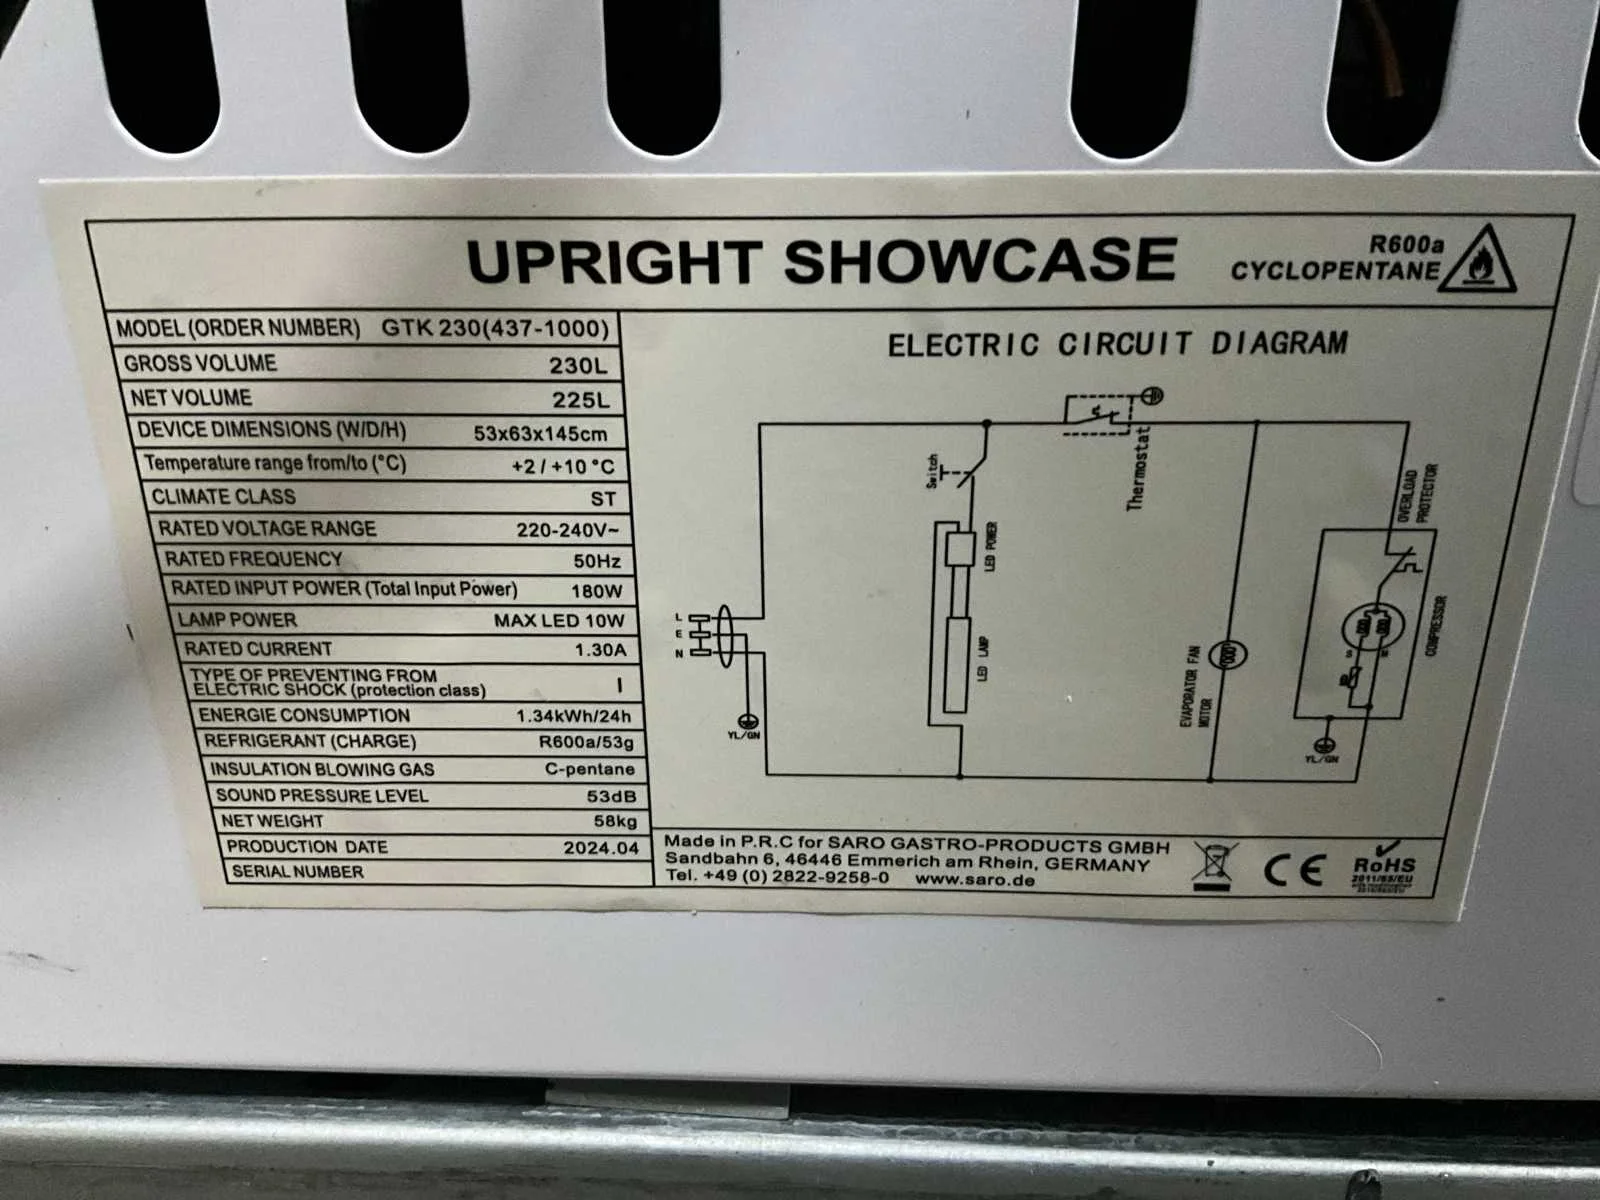 UPRIGHT SHOWCASE
R600a
CYCLOPENTANE
MODEL (ORDER NUMBER) GTK 230(437-1000)
GROSS VOLUME 230L
NET VOLUME 225L
DEVICE DIMENSIONS (W/D/H) 53x63x145cm
Temperature range from/to (°C) +2 / +10 °C
CLIMATE CLASS ST
RATED VOLTAGE RANGE 220-240V~
RATED FREQUENCY 50Hz
RATED INPUT POWER (Total Input Power) 180W
LAMP POWER MAX LED 10W
RATED CURRENT 1.30A
TYPE OF PREVENTING FROM
ELECTRIC SHOCK (protection class) I
ENERGIE CONSUMPTION 1.34kWh/24h
REFRIGERANT (CHARGE) R600a/53g
INSULATION BLOWING GAS C-pentane
SOUND PRESSURE LEVEL 53dB
NET WEIGHT 58kg
PRODUCTION DATE 2024.04
SERIAL NUMBER
ELECTRIC CIRCUIT DIAGRAM
Thermostat
Switch
LED POWER
LED LAMP
OVERLOAD
PROTECTOR
COMPRESSOR
EVAPORATOR FAN
MOTOR
L
E
N
YL/GN
YL/GN
Made in P.R.C for SARO GASTRO-PRODUCTS GMBH
Sandbahn 6, 46446 Emmerich am Rhein, GERMANY
Tel. +49 (0) 2822-9258-0 www.saro.de
CE
RoHS
2011/65/EU